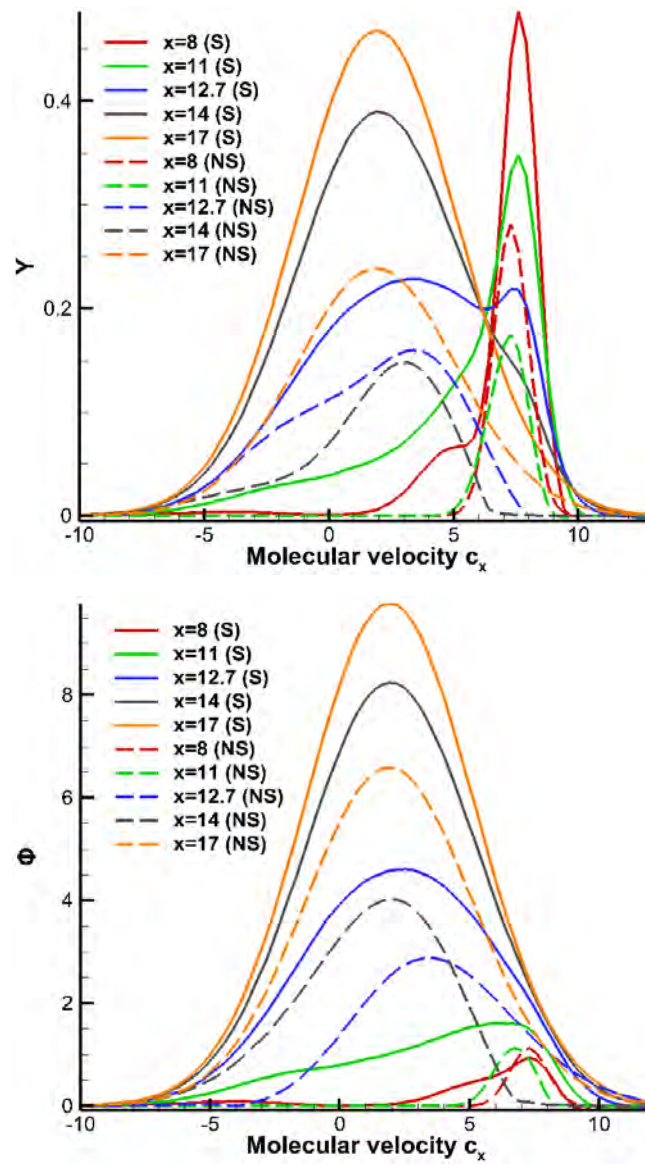 x=8 (S)
x=11 (S)
x=12.7 (S)
x=14 (S)
x=17 (S)
x=8 (NS)
x=11 (NS)
x=12.7 (NS)
x=14 (NS)
x=17 (NS)
Y
0.4
0.2
0
-10 -5 0 5 10
Molecular velocity cₓ
x=8 (S)
x=11 (S)
x=12.7 (S)
x=14 (S)
x=17 (S)
x=8 (NS)
x=11 (NS)
x=12.7 (NS)
x=14 (NS)
x=17 (NS)
Φ
8
6
4
2
0
-10 -5 0 5 10
Molecular velocity cₓ